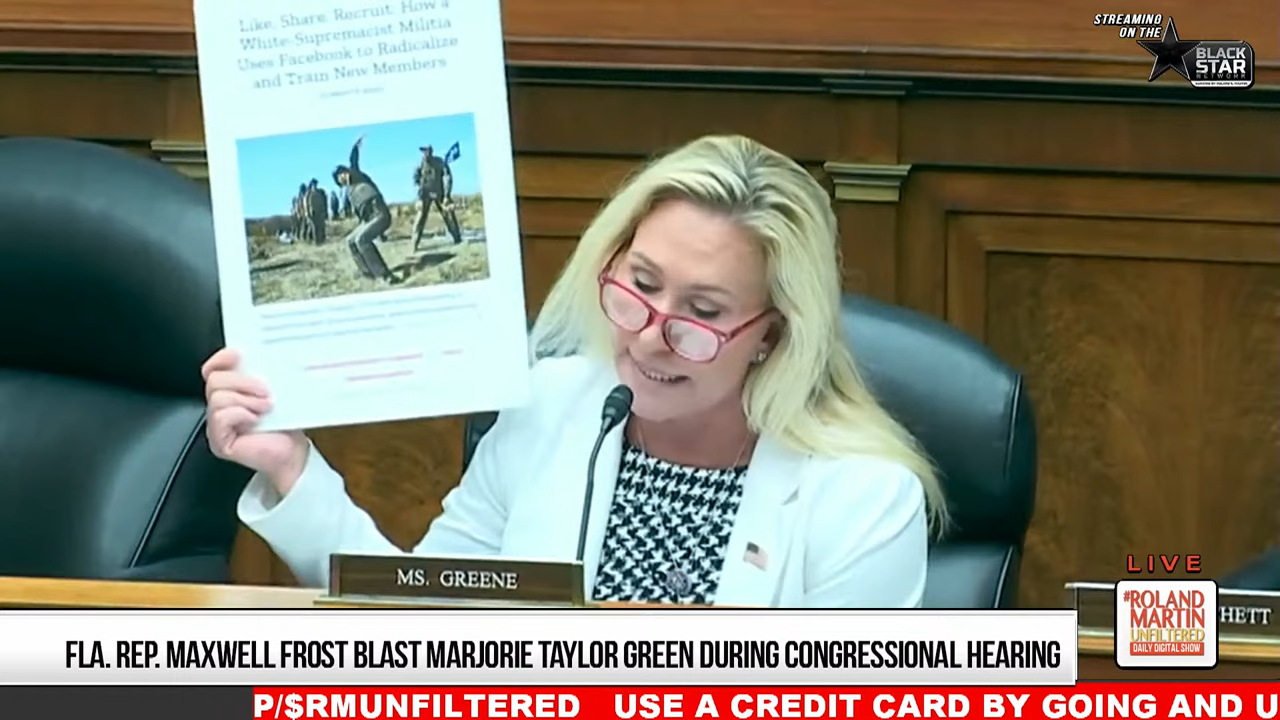 Like, Share, Recruit: How a
White-Supremacist Militia
Uses Facebook to Radicalize
and Train New Members
STREAMING
ON THE
BLACK
STAR
NETWORK
MS. GREENE
LIVE
#ROLAND
MARTIN
UNFILTERED
DAILY DIGITAL SHOW
HETT
FLA. REP. MAXWELL FROST BLAST MARJORIE TAYLOR GREEN DURING CONGRESSIONAL HEARING
P/$RMUNFILTERED USE A CREDIT CARD BY GOING AND U